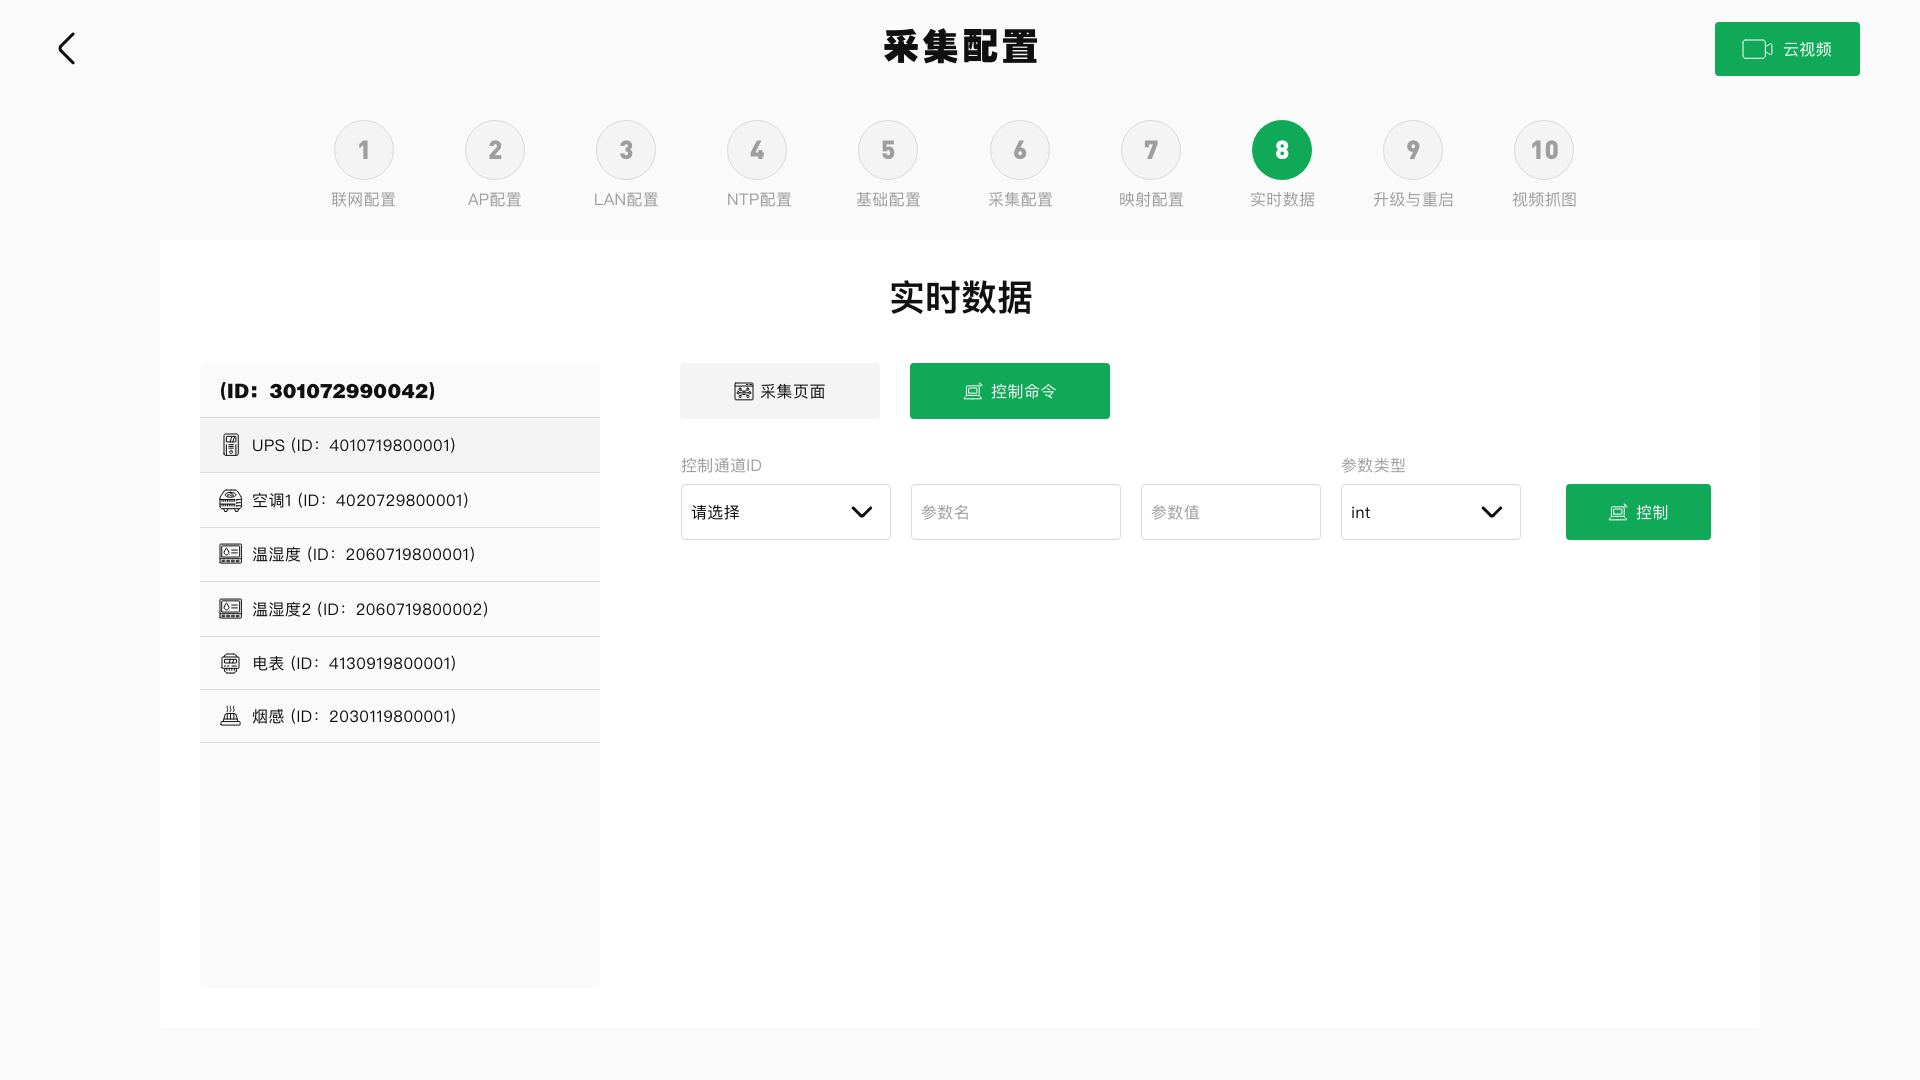 采集配置
云视频
1
2
3
4
5
6
7
8
9
10
联网配置
AP配置
LAN配置
NTP配置
基础配置
采集配置
映射配置
实时数据
升级与重启
视频抓图
实时数据
(ID：301072990042)
UPS (ID：4010719800001)
空调1 (ID：4020729800001)
温湿度 (ID：2060719800001)
温湿度2 (ID：2060719800002)
电表 (ID：4130919800001)
烟感 (ID：2030119800001)
采集页面
控制命令
控制通道ID
参数类型
请选择
参数名
参数值
int
控制